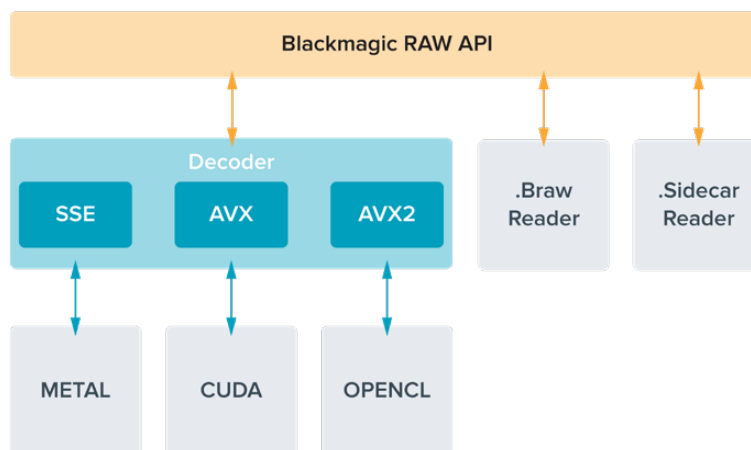 Blackmagic RAW API
Decoder
SSE
AVX
AVX2
.Braw
Reader
.Sidecar
Reader
METAL
CUDA
OPENCL